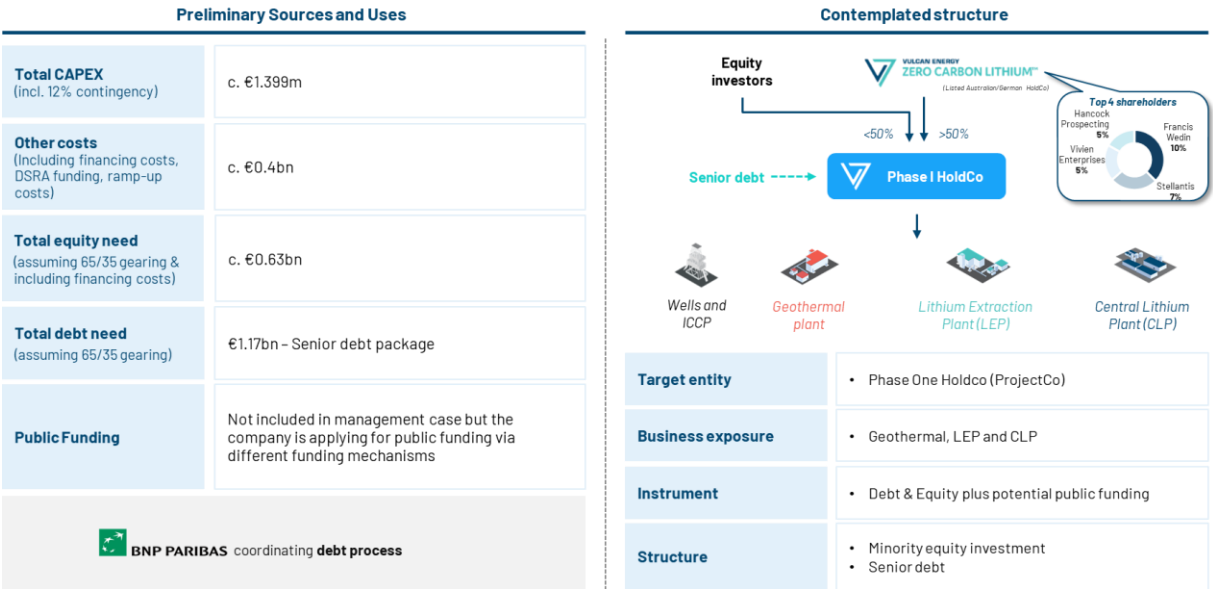 Preliminary Sources and Uses
Total CAPEX
(incl. 12% contingency)
c. €1.399m
Other costs
(Including financing costs,
DSRA funding, ramp-up
costs)
c. €0.4bn
Total equity need
(assuming 65/35 gearing &
including financing costs)
c. €0.63bn
Total debt need
(assuming 65/35 gearing)
€1.17bn – Senior debt package
Public Funding
Not included in management case but the
company is applying for public funding via
different funding mechanisms
BNP PARIBAS coordinating debt process
Contemplated structure
Equity
investors
VULCAN ENERGY
ZERO CARBON LITHIUM™
(Listed Australian/German HoldCo)
Top 4 shareholders
Hancock
Prospecting
5%
Francis
Wedin
10%
Vivien
Enterprises
5%
Stellantis
7%
<50%
>50%
Senior debt
Phase I HoldCo
Wells and
ICCP
Geothermal
plant
Lithium Extraction
Plant (LEP)
Central Lithium
Plant (CLP)
Target entity
• Phase One Holdco (ProjectCo)
Business exposure
• Geothermal, LEP and CLP
Instrument
• Debt & Equity plus potential public funding
Structure
• Minority equity investment
• Senior debt